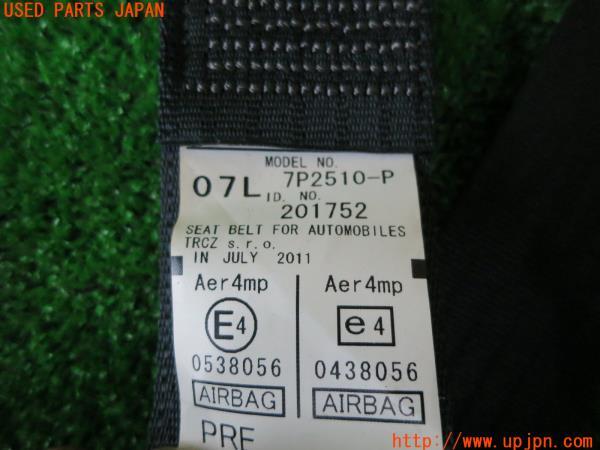 USED PARTS JAPAN
MODEL NO.
07L 7P2510-P
ID. NO.
201752
SEAT BELT FOR AUTOMOBILES
TRCZ s.r.o.
IN JULY 2011
Aer4mp Aer4mp
E4 e4
0538056 0438056
AIRBAG AIRBAG
PRE
http://www.upjpn.com/